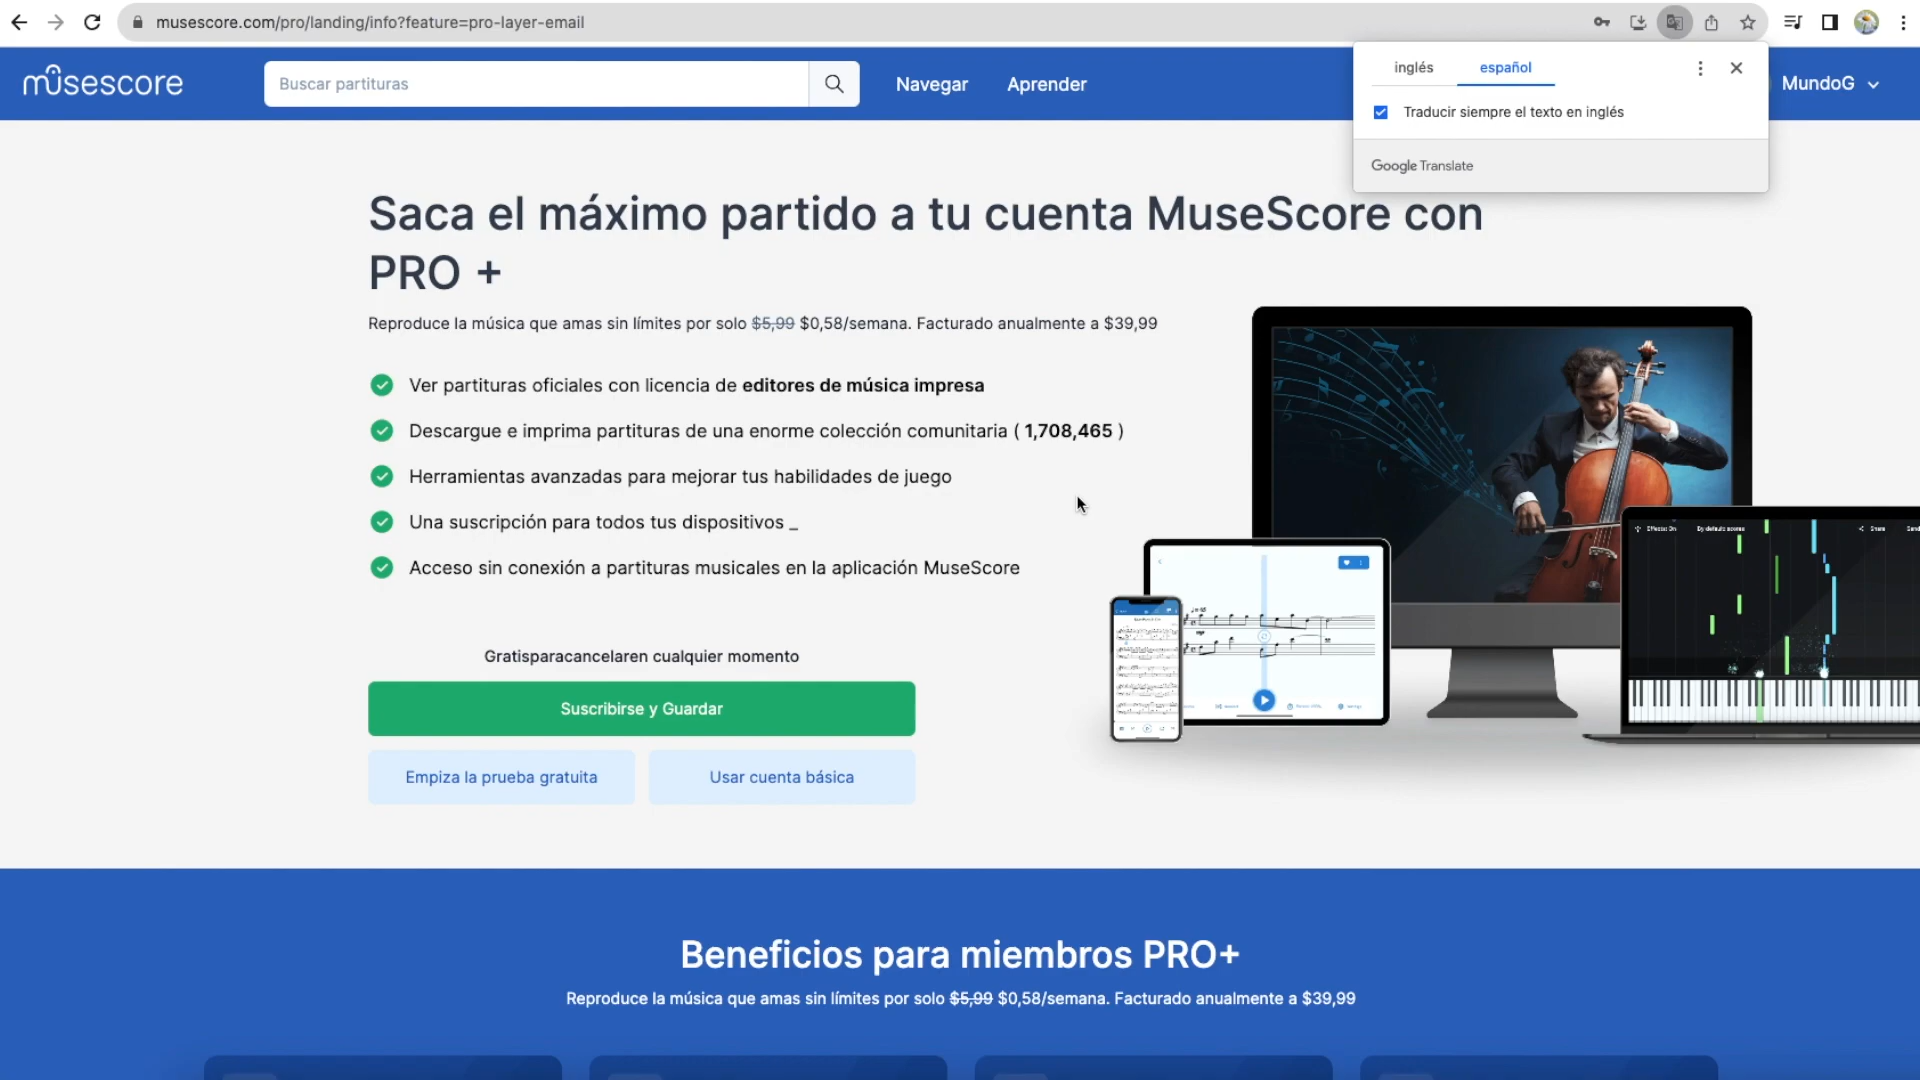 musescore.com/pro/landing/info?feature=pro-layer-email
musescore
Buscar partituras
Navegar
Aprender
inglés
español
MundoG
Traducir siempre el texto en inglés
Google Translate
Saca el máximo partido a tu cuenta MuseScore con
PRO +
Reproduce la música que amas sin límites por solo $5,99 $0,58/semana. Facturado anualmente a $39,99
Ver partituras oficiales con licencia de editores de música impresa
Descargue e imprima partituras de una enorme colección comunitaria ( 1,708,465 )
Herramientas avanzadas para mejorar tus habilidades de juego
Una suscripción para todos tus dispositivos _
Acceso sin conexión a partituras musicales en la aplicación MuseScore
Effects: On
By default scores
Share
Gratisparacancelaren cualquier momento
Suscribirse y Guardar
Empiza la prueba gratuita
Usar cuenta básica
Beneficios para miembros PRO+
Reproduce la música que amas sin límites por solo $5,99 $0,58/semana. Facturado anualmente a $39,99